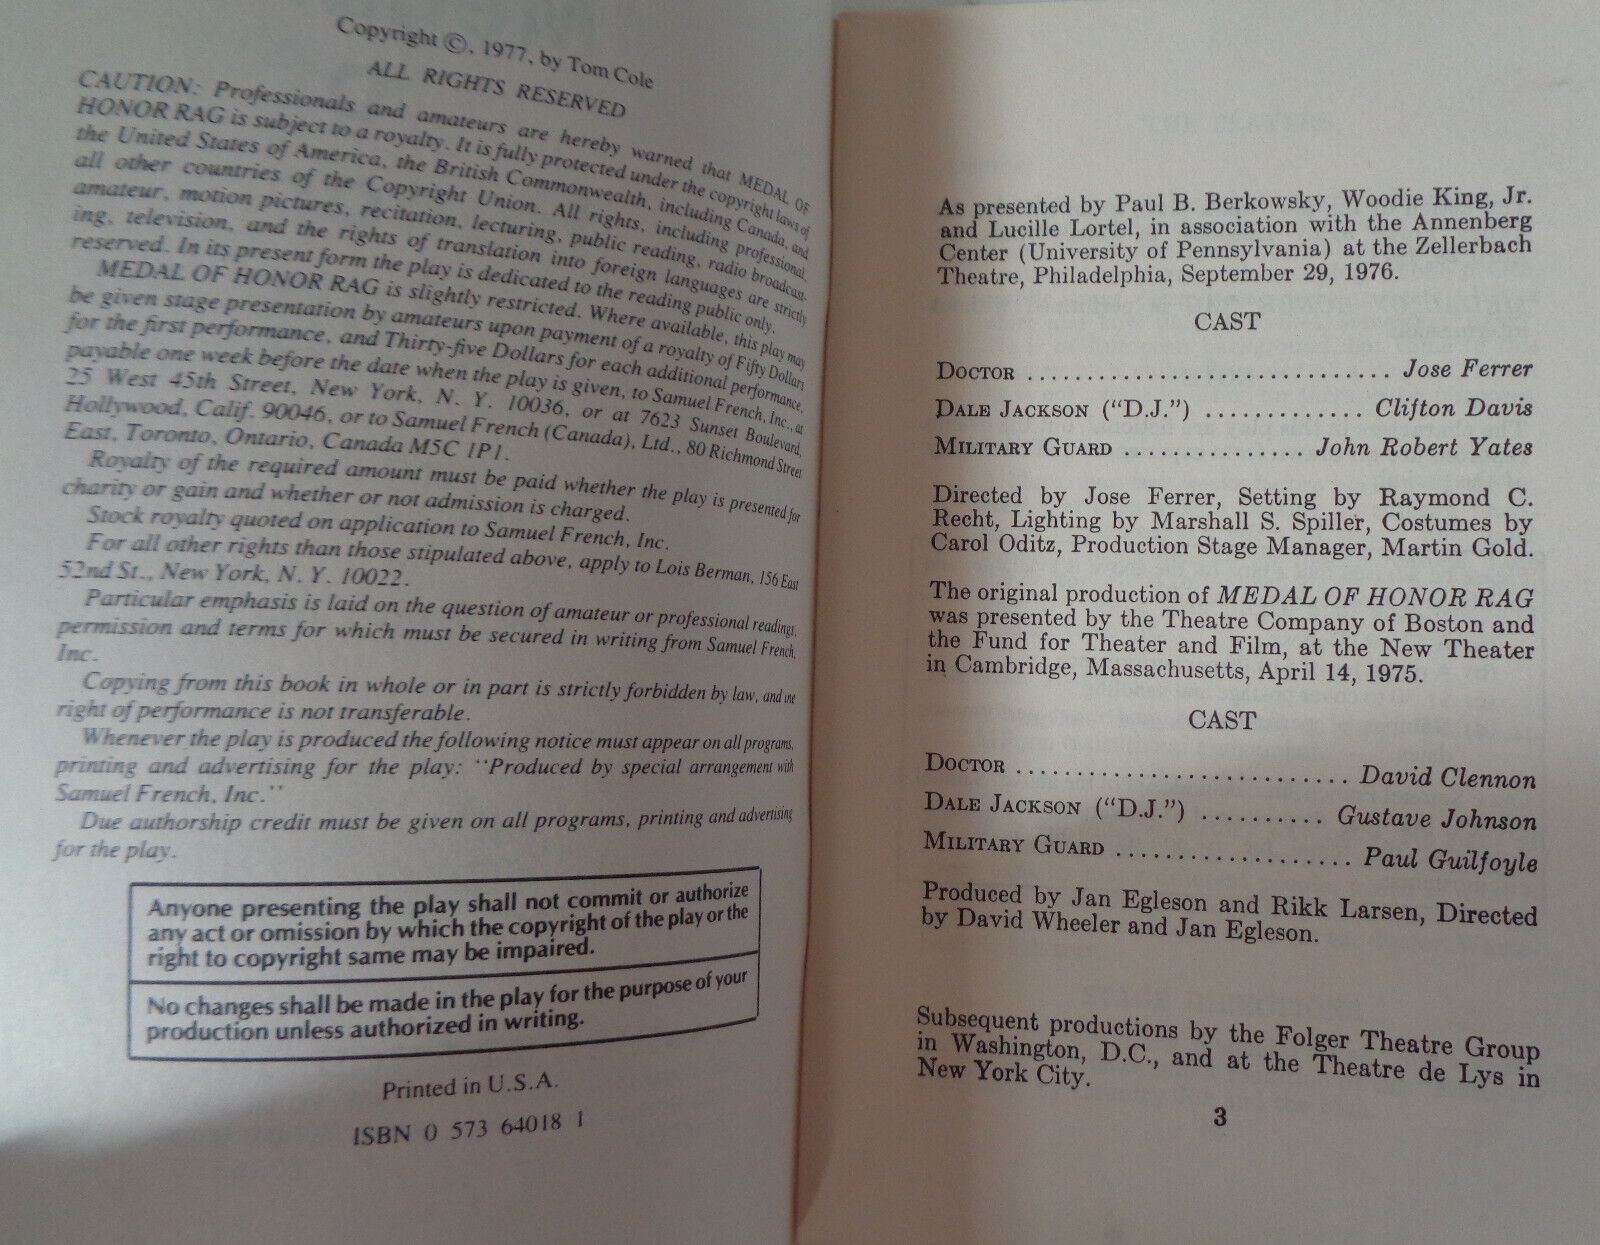 Copyright ©, 1977, by Tom Cole
ALL RIGHTS RESERVED
CAUTION: Professionals and amateurs are hereby warned that MEDAL OF
HONOR RAG is subject to a royalty. It is fully protected under the copyright laws of
the United States of America, the British Commonwealth, including Canada, and
all other countries of the Copyright Union. All rights, including professional,
amateur, motion pictures, recitation, lecturing, public reading, radio broadcast-
ing, television, and the rights of translation into foreign languages are strictly
reserved. In its present form the play is dedicated to the reading public only.
MEDAL OF HONOR RAG is slightly restricted. Where available, this play may
be given stage presentation by amateurs upon payment of a royalty of Fifty Dollars
for the first performance, and Thirty-five Dollars for each additional performance,
payable one week before the date when the play is given, to Samuel French, Inc., at
25 West 45th Street, New York, N. Y. 10036, or at 7623 Sunset Boulevard,
Hollywood, Calif. 90046, or to Samuel French (Canada), Ltd., 80 Richmond Street
East, Toronto, Ontario, Canada M5C 1P1.
Royalty of the required amount must be paid whether the play is presented for
charity or gain and whether or not admission is charged.
Stock royalty quoted on application to Samuel French, Inc.
For all other rights than those stipulated above, apply to Lois Berman, 156 East
52nd St., New York, N. Y. 10022.
Particular emphasis is laid on the question of amateur or professional readings,
permission and terms for which must be secured in writing from Samuel French,
Inc.
Copying from this book in whole or in part is strictly forbidden by law, and the
right of performance is not transferable.
Whenever the play is produced the following notice must appear on all programs,
printing and advertising for the play: "Produced by special arrangement with
Samuel French, Inc."
Due authorship credit must be given on all programs, printing and advertising
for the play.
Anyone presenting the play shall not commit or authorize
any act or omission by which the copyright of the play or the
right to copyright same may be impaired.
No changes shall be made in the play for the purpose of your
production unless authorized in writing.
Printed in U.S.A.
ISBN 0 573 64018 1
As presented by Paul B. Berkowsky, Woodie King, Jr.
and Lucille Lortel, in association with the Annenberg
Center (University of Pennsylvania) at the Zellerbach
Theatre, Philadelphia, September 29, 1976.
CAST
DOCTOR .............................. Jose Ferrer
DALE JACKSON ("D.J.") ............. Clifton Davis
MILITARY GUARD ............... John Robert Yates
Directed by Jose Ferrer, Setting by Raymond C.
Recht, Lighting by Marshall S. Spiller, Costumes by
Carol Oditz, Production Stage Manager, Martin Gold.
The original production of MEDAL OF HONOR RAG
was presented by the Theatre Company of Boston and
the Fund for Theater and Film, at the New Theater
in Cambridge, Massachusetts, April 14, 1975.
CAST
DOCTOR ............................ David Clennon
DALE JACKSON ("D.J.") .......... Gustave Johnson
MILITARY GUARD .................... Paul Guilfoyle
Produced by Jan Egleson and Rikk Larsen, Directed
by David Wheeler and Jan Egleson.
Subsequent productions by the Folger Theatre Group
in Washington, D.C., and at the Theatre de Lys in
New York City.
3